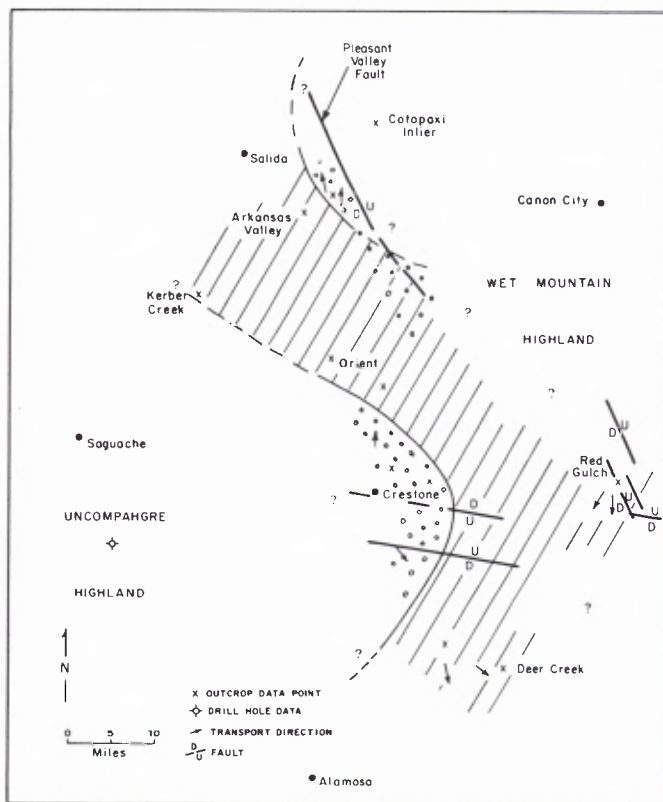 Pleasant
Valley
Fault
?
x Cotopaxi
Inlier
Salida
Canon City
Arkansas
Valley
x
x
D U
?
?
Kerber
Creek x
WET MOUNTAIN
?
HIGHLAND
x Orient
x
?
Saguache
D
U
Red
Gulch
x
x
x
?
Crestone
D
U
U
D
U
D
UNCOMPAHGRE
U
D
HIGHLAND
?
?
x
x Deer Creek
N
x OUTCROP DATA POINT
DRILL HOLE DATA
TRANSPORT DIRECTION
D
U FAULT
0 5 10
Miles
Alamosa